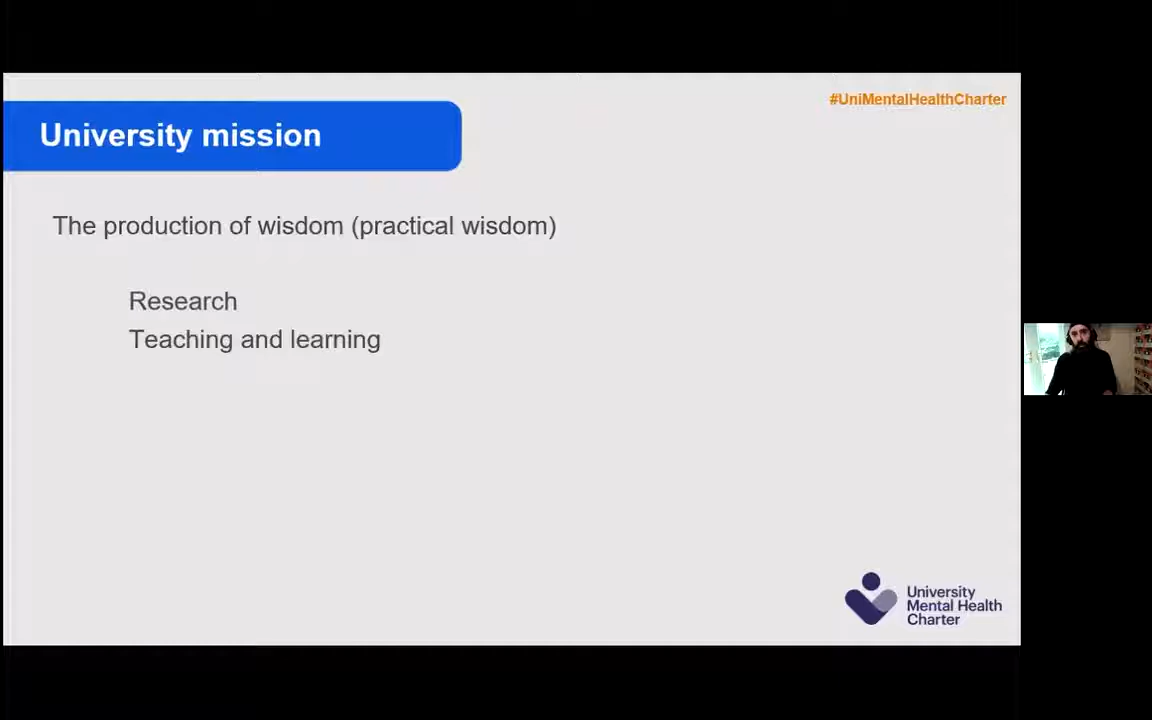 #UniMentalHealthCharter
University mission
The production of wisdom (practical wisdom)
Research
Teaching and learning
University
Mental Health
Charter